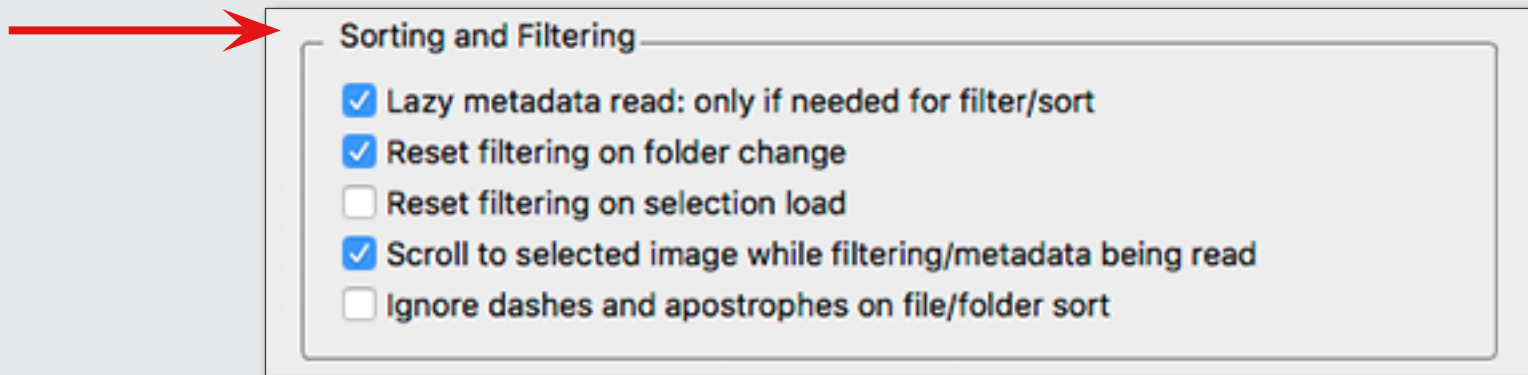 Sorting and Filtering
Lazy metadata read: only if needed for filter/sort
Reset filtering on folder change
Reset filtering on selection load
Scroll to selected image while filtering/metadata being read
Ignore dashes and apostrophes on file/folder sort